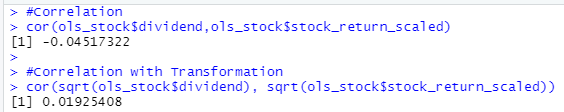 > #Correlation
> cor(ols_stock$dividend,ols_stock$stock_return_scaled)
[1] -0.04517322
>
> #Correlation with Transformation
> cor(sqrt(ols_stock$dividend), sqrt(ols_stock$stock_return_scaled))
[1] 0.01925408